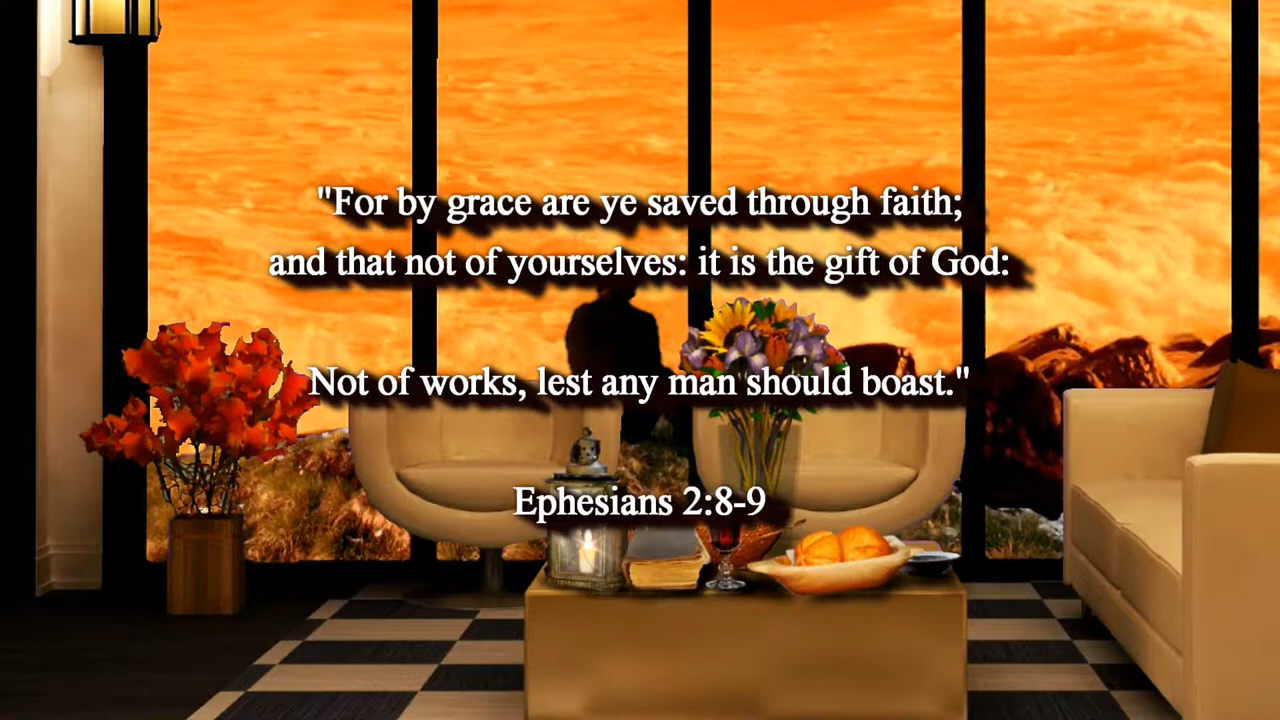 "For by grace are ye saved through faith;
and that not of yourselves: it is the gift of God:
Not of works, lest any man should boast."
Ephesians 2:8-9